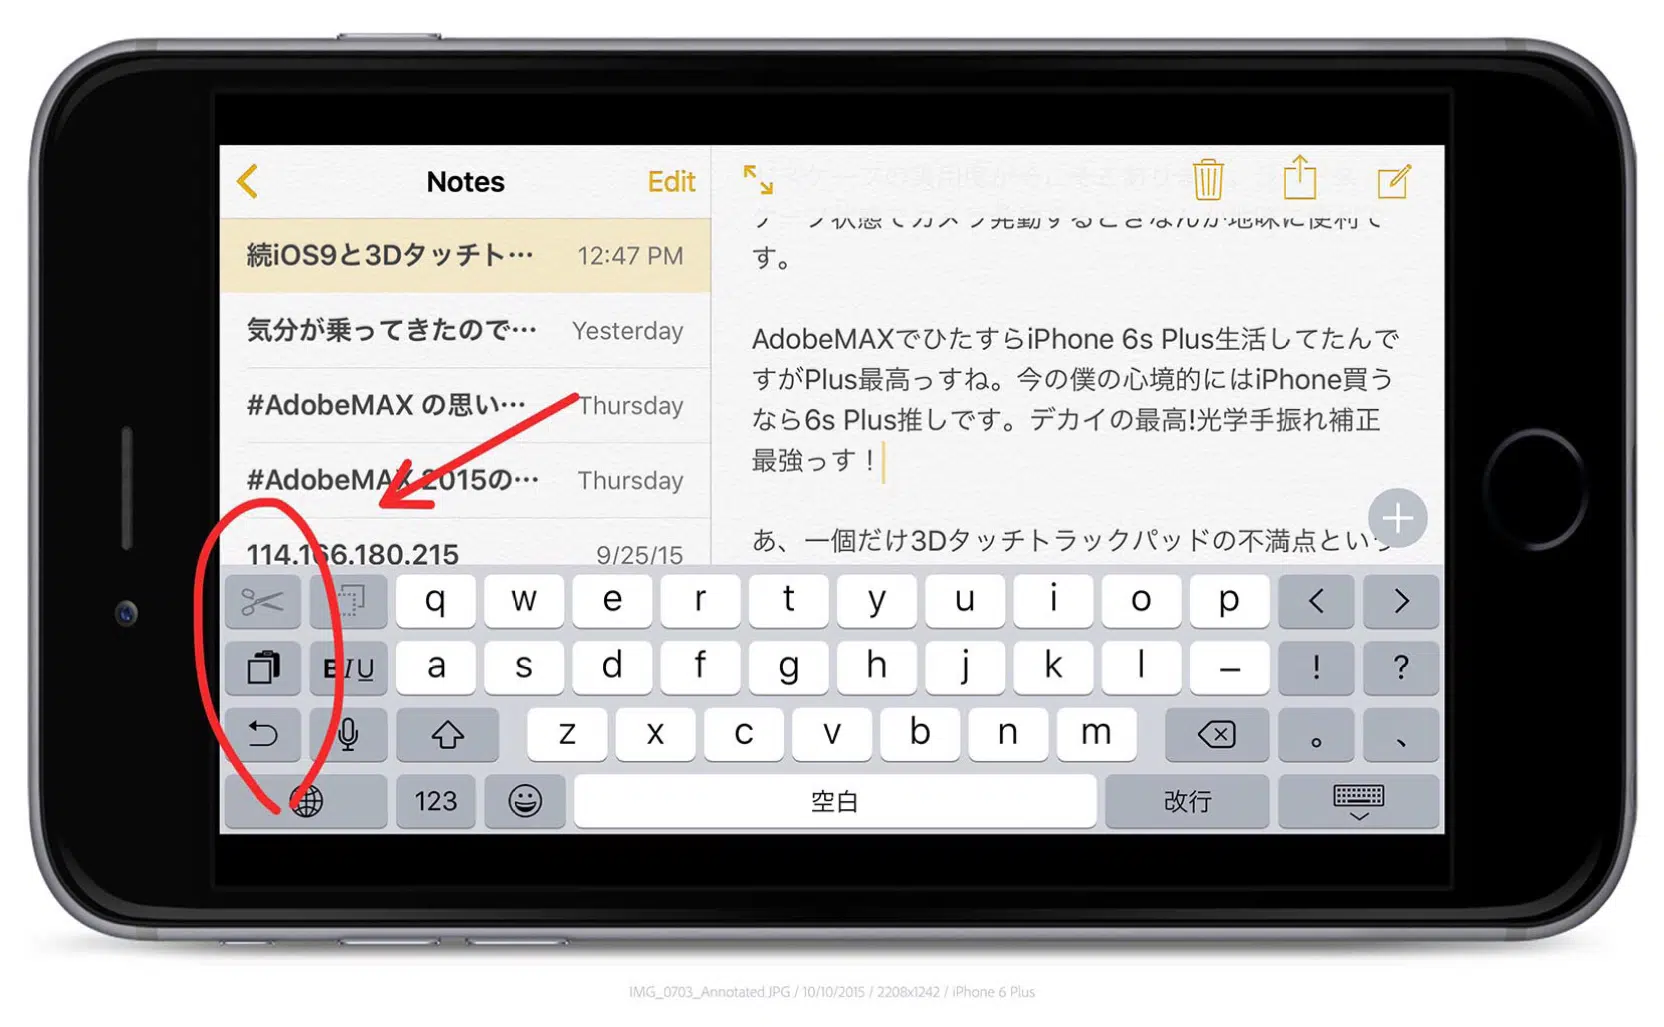 Notes
Edit
続iOS9と3Dタッチト… 12:47 PM
気分が乗ってきたので… Yesterday
#AdobeMAX の思い… Thursday
#AdobeMAX 2015の… Thursday
114.166.180.215 9/25/15
す。
AdobeMAXでひたすらiPhone 6s Plus生活してたんで
すがPlus最高っすね。今の僕の心境的にはiPhone買う
なら6s Plus推しです。デカイの最高!光学手振れ補正
最強っす！
あ、一個だけ3Dタッチトラックパッドの不満点という
q w e r t y u i o p < >
BIU a s d f g h j k l – ! ?
z x c v b n m 。 、
123 空白 改行
IMG_0703_Annotated.JPG / 10/10/2015 / 2208x1242 / iPhone 6 Plus